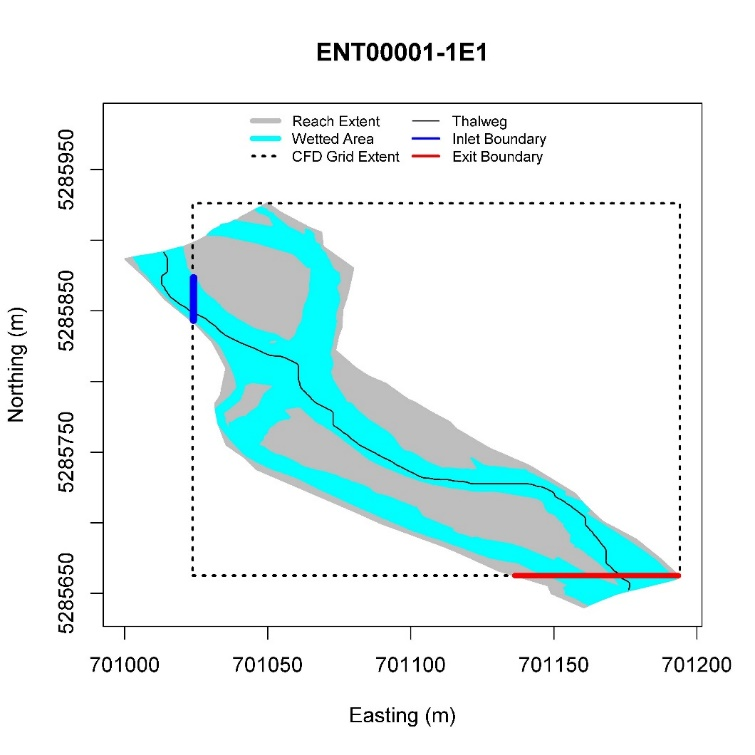 ENT00001-1E1
Reach Extent
Wetted Area
CFD Grid Extent
Thalweg
Inlet Boundary
Exit Boundary
5285950
5285850
5285750
5285650
Northing (m)
701000 701050 701100 701150 701200
Easting (m)